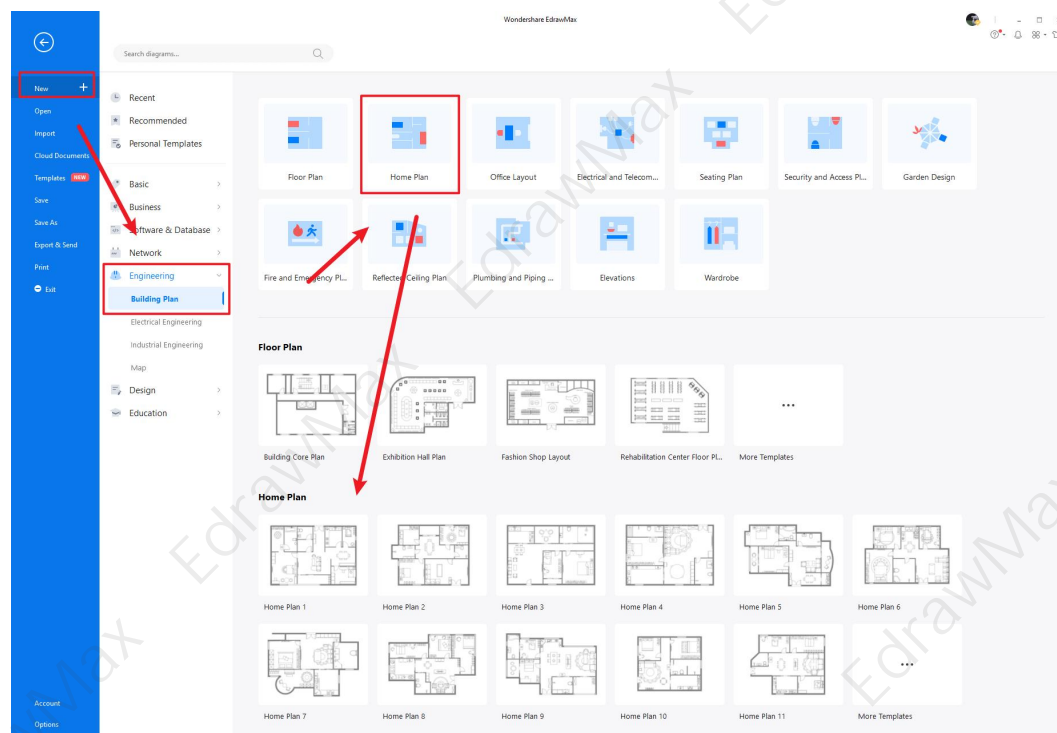 Wondershare EdrawMax
Search diagrams...
New +
Open
Import
Cloud Documents
Templates NEW
Save
Save As
Export & Send
Print
Exit
Account
Options
Recent
Recommended
Personal Templates
Basic
Business
Software & Database
Network
Engineering
Building Plan
Electrical Engineering
Industrial Engineering
Map
Design
Education
Floor Plan
Home Plan
Office Layout
Electrical and Telecom...
Seating Plan
Security and Access Pl...
Garden Design
Fire and Emergency Pl...
Reflected Ceiling Plan
Plumbing and Piping ...
Elevations
Wardrobe
Floor Plan
Building Core Plan
Exhibition Hall Plan
Fashion Shop Layout
Rehabilitation Center Floor Pl...
More Templates
Home Plan
Home Plan 1
Home Plan 2
Home Plan 3
Home Plan 4
Home Plan 5
Home Plan 6
Home Plan 7
Home Plan 8
Home Plan 9
Home Plan 10
Home Plan 11
More Templates
EdrawMax
EdrawMax
EdrawMax
EdrawMax